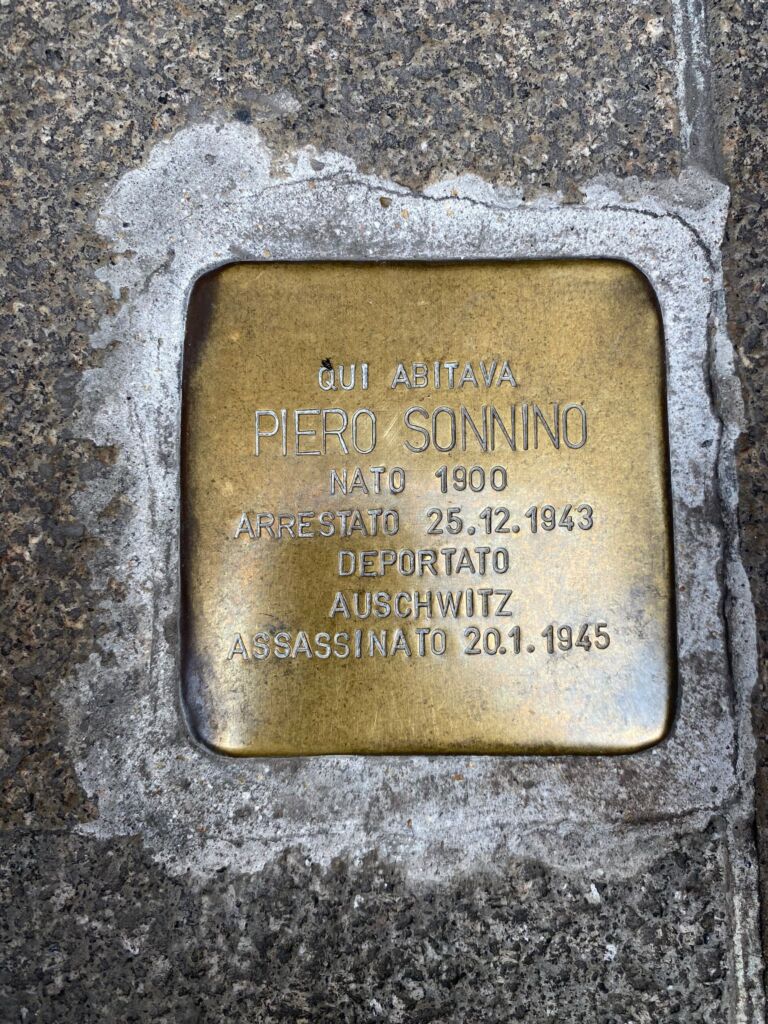 QUI ABITAVA
PIERO SONNINO
NATO 1900
ARRESTATO 25.12.1943
DEPORTATO
AUSCHWITZ
ASSASSINATO 20.1.1945